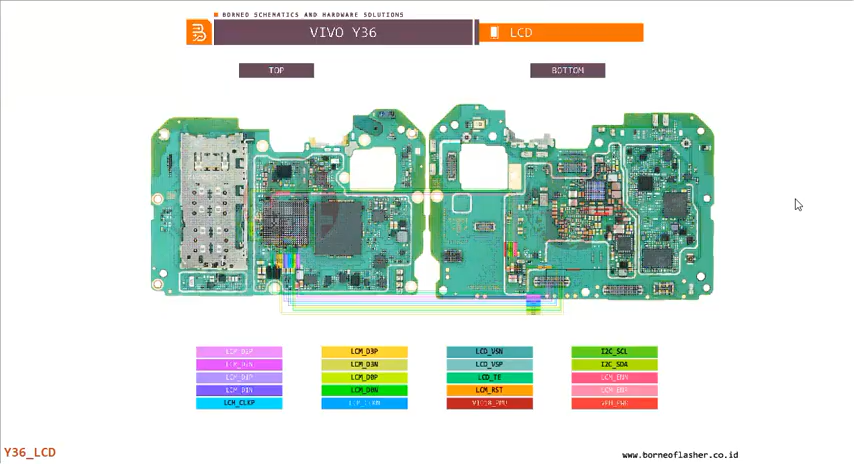 BORNEO SCHEMATICS AND HARDWARE SOLUTIONS
VIVO Y36
LCD
TOP
BOTTOM
LCM_D3P
LCD_VSN
I2C_SCL
LCM_D3N
LCD_VSP
I2C_SDA
LCM_D1P
LCM_D0P
LCD_TE
LCM_D1N
LCM_D0N
LCM_RST
LCM_CLKP
LCM_CLKN
Y36_LCD
www.borneoflasher.co.id